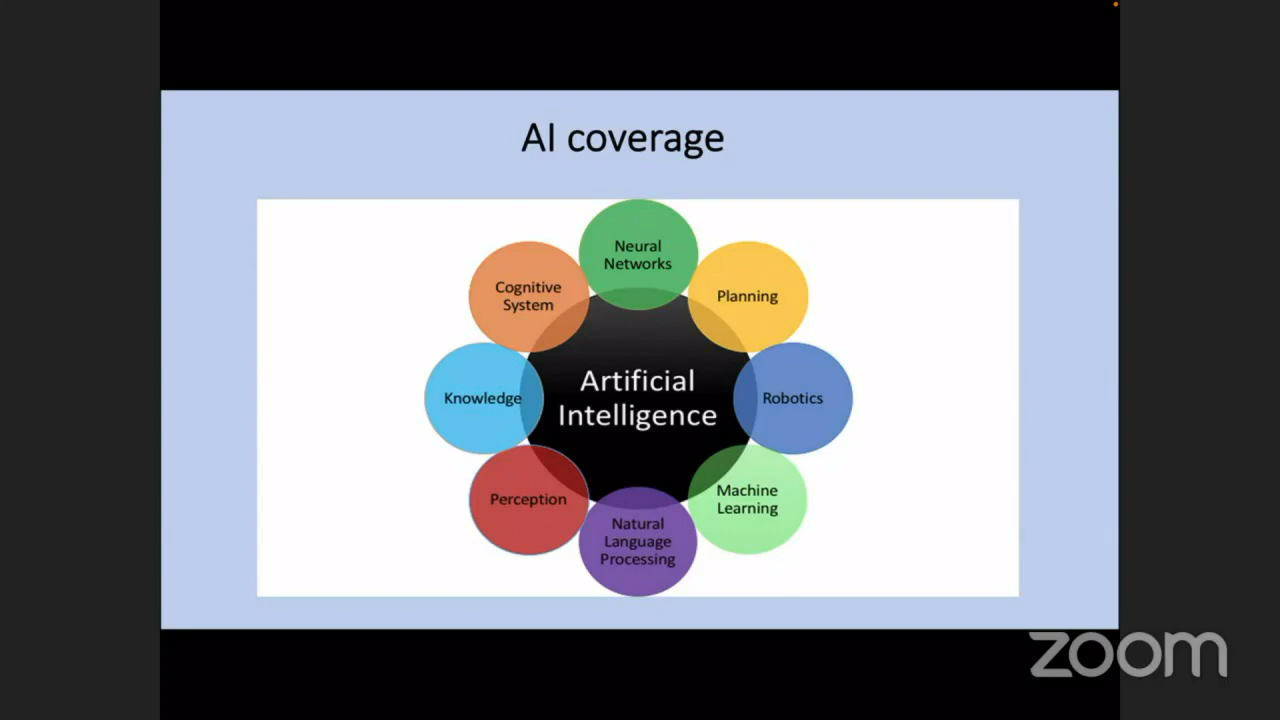 AI coverage
Neural
Networks
Cognitive
System
Planning
Knowledge
Artificial
Intelligence
Robotics
Perception
Machine
Learning
Natural
Language
Processing
zoom